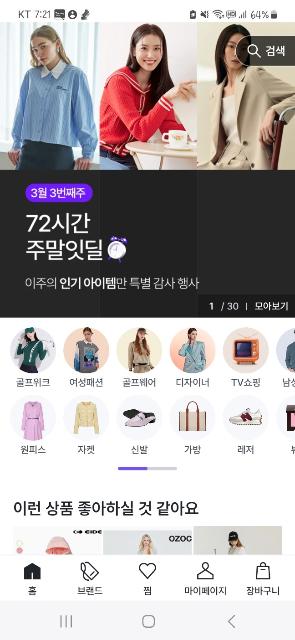 KT 7:21
64%
검색
3월 3번째주
72시간
주말잇딜
이주의 인기 아이템만 특별 감사 행사
1 / 30 | 모아보기
골프위크 여성패션 골프웨어 디자이너 TV쇼핑 남성
원피스 자켓 신발 가방 레저
이런 상품 좋아하실 것 같아요
EIDE
OZOC
홈 브랜드 찜 마이페이지 장바구니